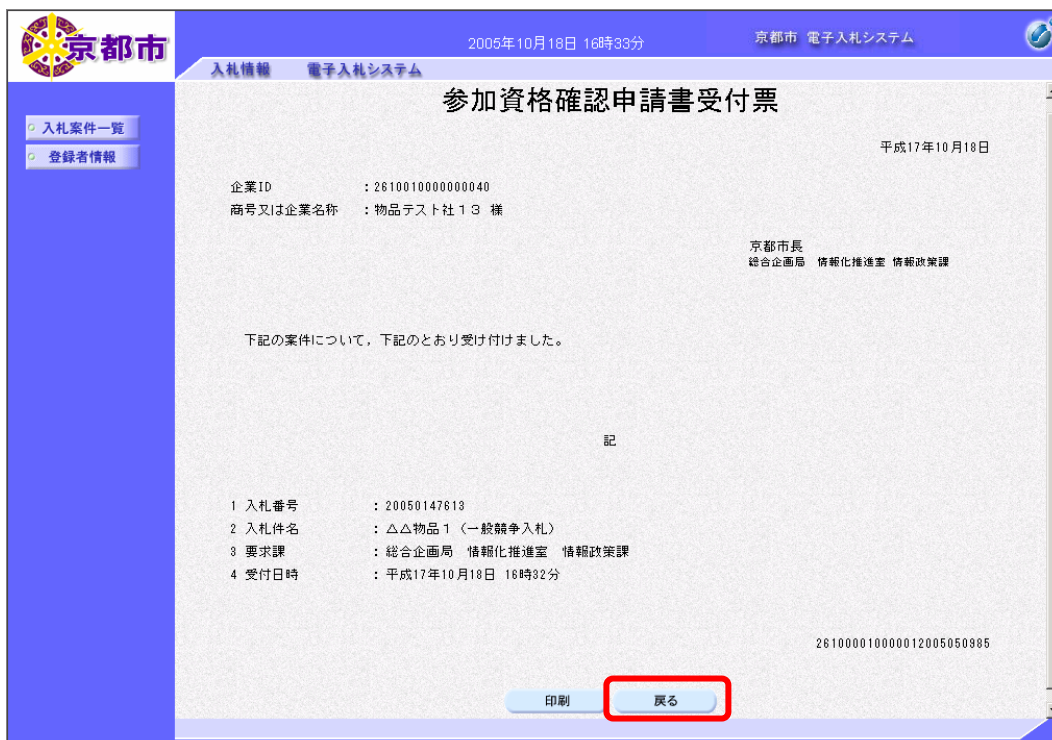 京都市
2005年10月18日 16時33分
京都市 電子入札システム
入札情報 電子入札システム
入札案件一覧
登録者情報
参加資格確認申請書受付票
平成17年10月18日
企業ID ：2610010000000040
商号又は企業名称 ：物品テスト社１３ 様
京都市長
総合企画局 情報化推進室 情報政策課
下記の案件について，下記のとおり受け付けました。
記
1 入札番号 ：20050147613
2 入札件名 ：△△物品１（一般競争入札）
3 要求課 ：総合企画局 情報化推進室 情報政策課
4 受付日時 ：平成17年10月18日 16時32分
261000010000012005050985
印刷 戻る